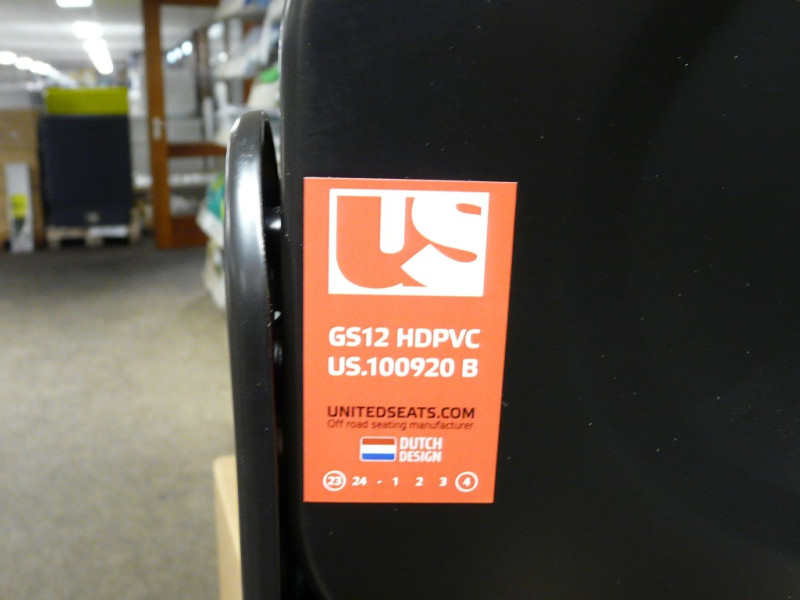 US
GS12 HDPVC
US.100920 B
UNITEDSEATS.COM
Off road seating manufacturer
DUTCH
DESIGN
23 24 - 1 2 3 4